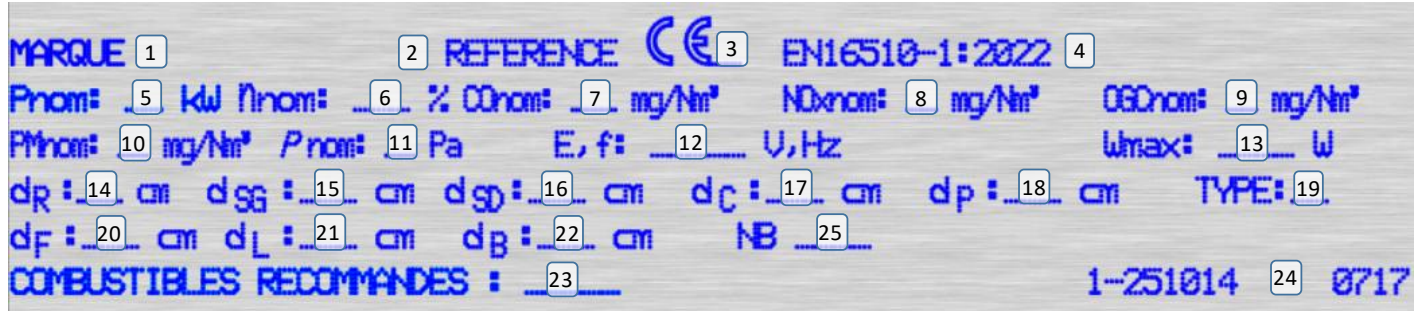 MARQUE 1 2 REFERENCE CE 3 EN16510-1:2022 4
Pnom: 5 kW ηnom: 6 % COnom: 7 mg/Nm³ NOxnom: 8 mg/Nm³ OGCnom: 9 mg/Nm³
PMnom: 10 mg/Nm³ Pnom: 11 Pa E,f: 12 V,Hz Wmax: 13 W
dR : 14 cm dSG : 15 cm dSD : 16 cm dC : 17 cm dP : 18 cm TYPE: 19
dF : 20 cm dL : 21 cm dB : 22 cm NB 25
COMBUSTIBLES RECOMMANDES : 23 1-251014 24 0717